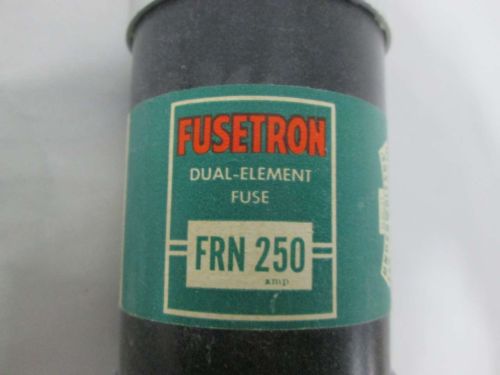 FUSETRON
DUAL-ELEMENT
FUSE
FRN 250
amp